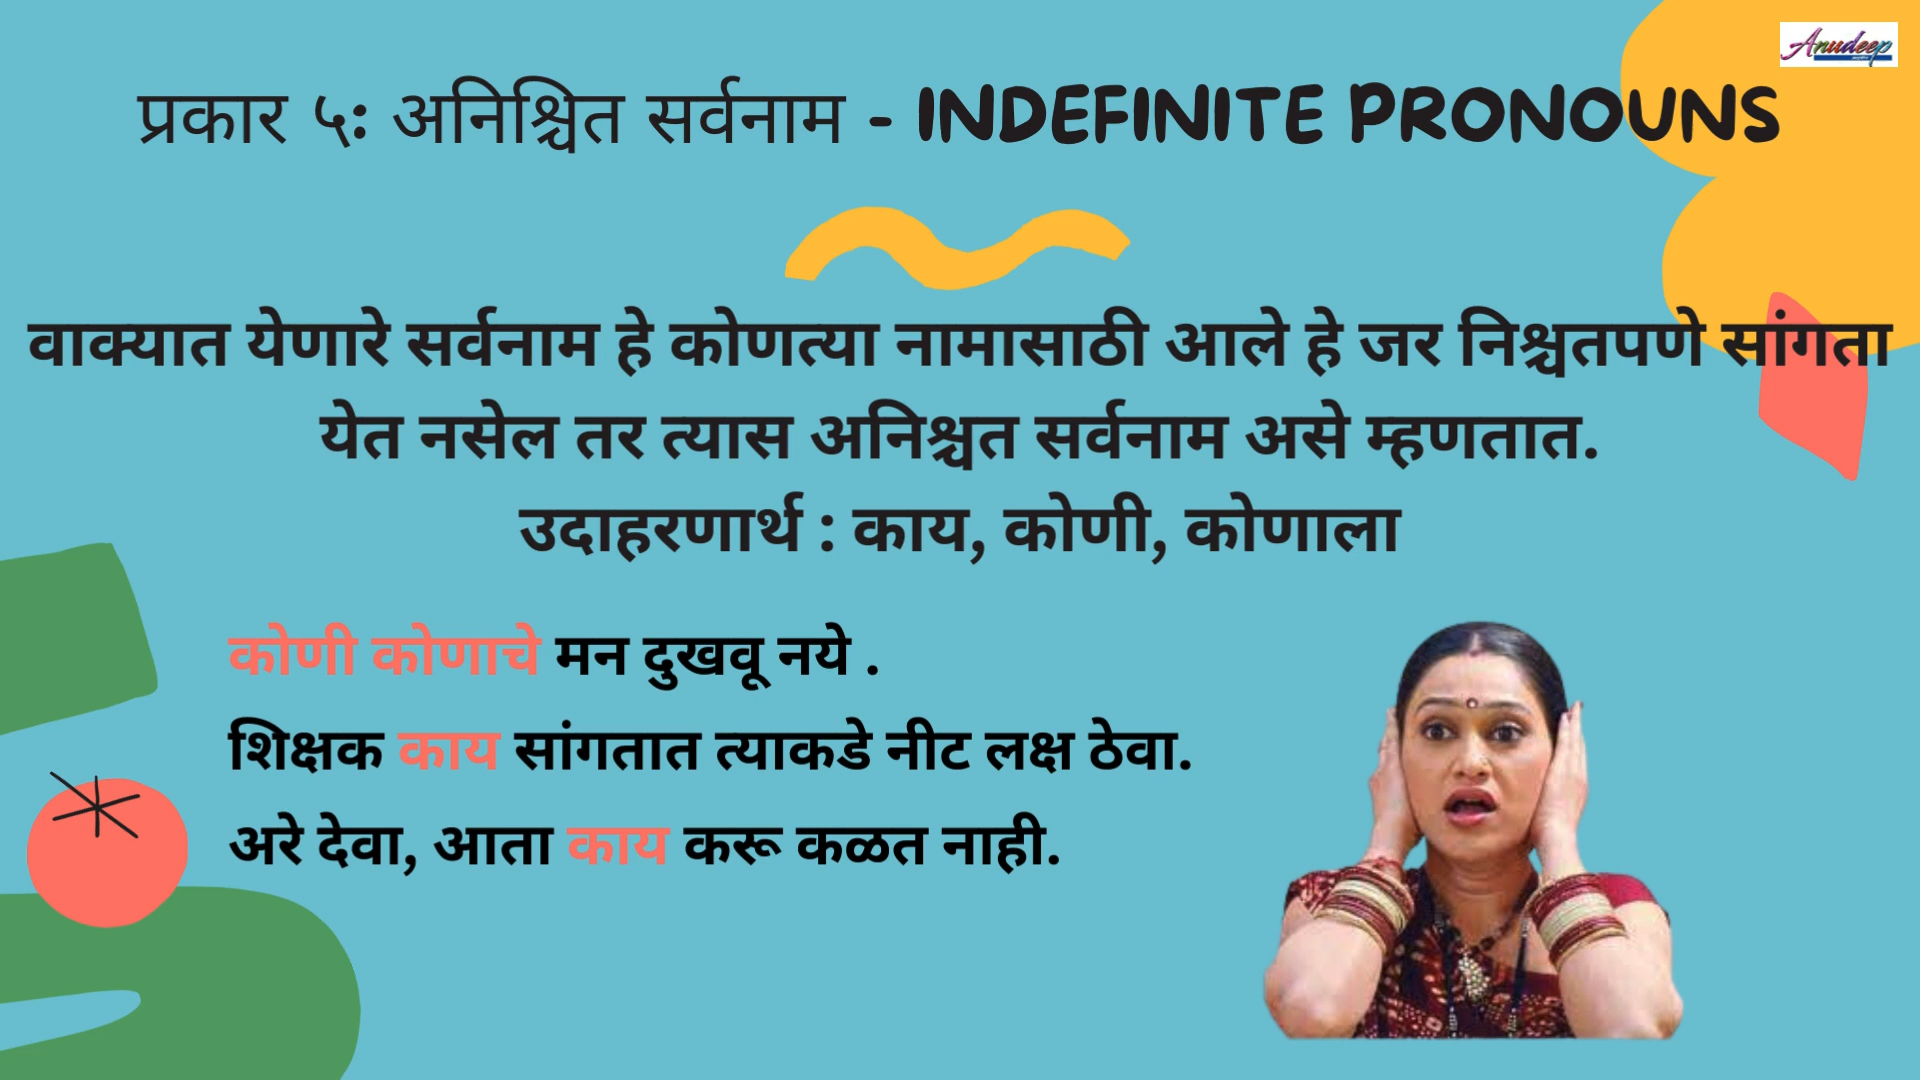 Anudeep
प्रकार ५: अनिश्चित सर्वनाम - INDEFINITE PRONOUNS
वाक्यात येणारे सर्वनाम हे कोणत्या नामासाठी आले हे जर निश्चतपणे सांगता
येत नसेल तर त्यास अनिश्चत सर्वनाम असे म्हणतात.
उदाहरणार्थ : काय, कोणी, कोणाला
कोणी कोणाचे मन दुखवू नये .
शिक्षक काय सांगतात त्याकडे नीट लक्ष ठेवा.
अरे देवा, आता काय करू कळत नाही.